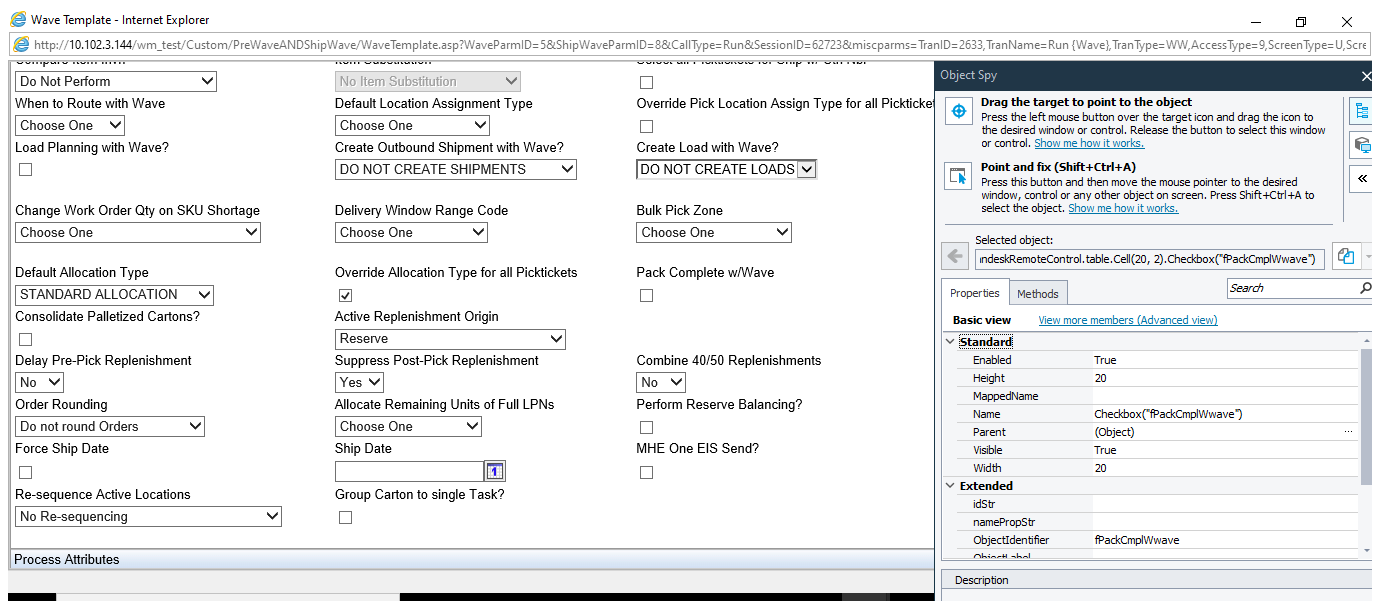 Wave Template - Internet Explorer
http://10.102.3.144/wm_test/Custom/PreWaveANDShipWave/WaveTemplate.asp?WaveParmID=5&ShipWaveParmID=8&CallType=Run&SessionID=62723&miscparms=TranID=2633,TranName=Run {Wave},TranType=WW,AccessType=9,ScreenType=U,Scre
Do Not Perform
No Item Substitution
When to Route with Wave
Default Location Assignment Type
Override Pick Location Assign Type for all Pickticket
Choose One
Choose One
Load Planning with Wave?
Create Outbound Shipment with Wave?
Create Load with Wave?
DO NOT CREATE SHIPMENTS
DO NOT CREATE LOADS
Change Work Order Qty on SKU Shortage
Delivery Window Range Code
Bulk Pick Zone
Choose One
Choose One
Choose One
Default Allocation Type
Override Allocation Type for all Picktickets
Pack Complete w/Wave
STANDARD ALLOCATION
Consolidate Palletized Cartons?
Active Replenishment Origin
Reserve
Delay Pre-Pick Replenishment
Suppress Post-Pick Replenishment
Combine 40/50 Replenishments
No
Yes
No
Order Rounding
Allocate Remaining Units of Full LPNs
Perform Reserve Balancing?
Do not round Orders
Choose One
Force Ship Date
Ship Date
MHE One EIS Send?
1
Re-sequence Active Locations
Group Carton to single Task?
No Re-sequencing
Process Attributes
Object Spy
Drag the target to point to the object
Press the left mouse button over the target icon and drag the icon to
the desired window or control. Release the button to select this window
or control. Show me how it works.
Point and fix (Shift+Ctrl+A)
Press this button and then move the mouse pointer to the desired
window, control or any other object on screen. Press Shift+Ctrl+A to
select the object. Show me how it works.
Selected object:
ndeskRemoteControl.table.Cell(20, 2).Checkbox("fPackCmplWwave")
Properties
Methods
Search
Basic view
View more members (Advanced view)
Standard
Enabled True
Height 20
MappedName
Name Checkbox("fPackCmplWwave")
Parent (Object) ...
Visible True
Width 20
Extended
idStr
namePropStr
ObjectIdentifier fPackCmplWwave
ObjectLabel
Description